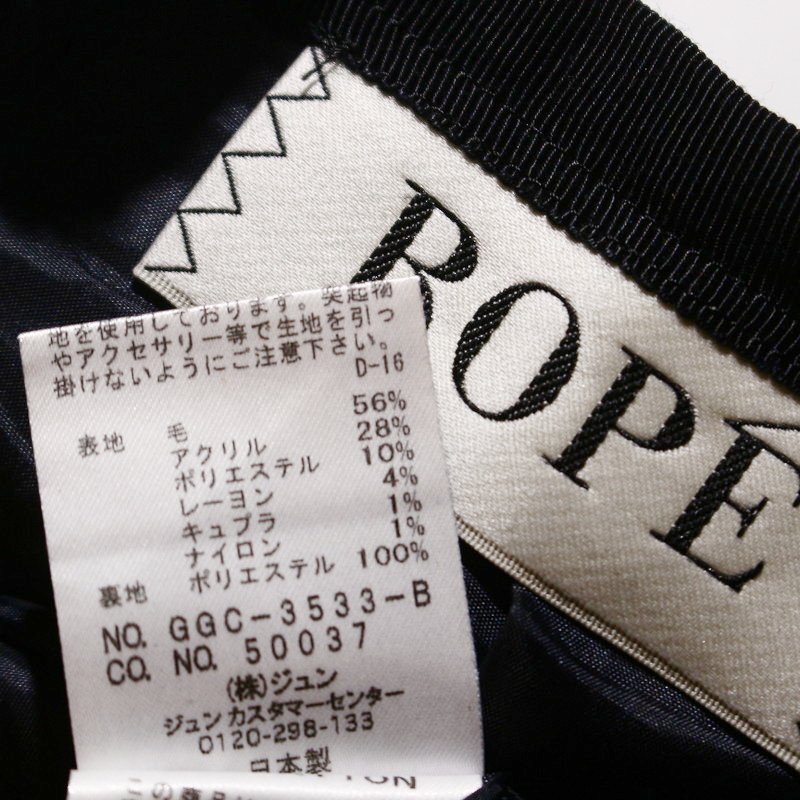 ROPÉ
地を使用しております。突起物
やアクセサリー等で生地を引っ
掛けないようにご注意下さい。
D-16
表地 毛 56%
アクリル 28%
ポリエステル 10%
レーヨン 4%
キュプラ 1%
ナイロン 1%
裏地 ポリエステル 100%
NO. GGC-3533-B
CO. NO. 50037
(株)ジュン
ジュンカスタマーセンター
0120-298-133
日本製
この商品